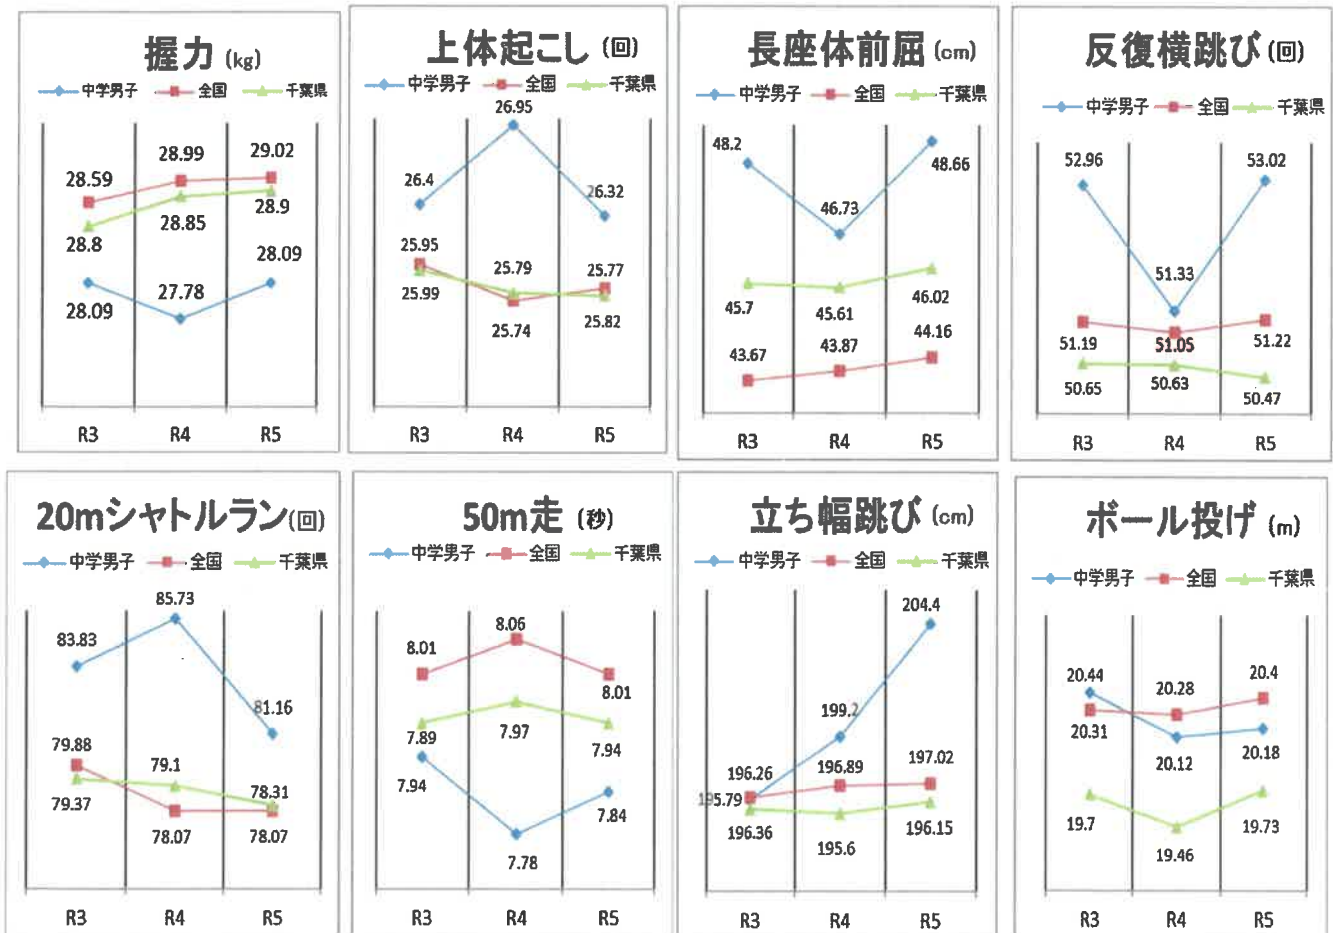 握力 (kg)
中学男子 全国 千葉県
28.59 28.99 29.02
28.8 28.85 28.9
28.09 27.78 28.09
R3 R4 R5
上体起こし (回)
中学男子 全国 千葉県
26.4 26.95 26.32
25.95 25.79 25.77
25.99 25.74 25.82
R3 R4 R5
長座体前屈 (cm)
中学男子 全国 千葉県
48.2 46.73 48.66
45.7 45.61 46.02
43.67 43.87 44.16
R3 R4 R5
反復横跳び (回)
中学男子 全国 千葉県
52.96 51.33 53.02
51.19 51.05 51.22
50.65 50.63 50.47
R3 R4 R5
20mシャトルラン(回)
中学男子 全国 千葉県
83.83 85.73 81.16
79.88 79.1 78.31
79.37 78.07 78.07
R3 R4 R5
50m走 (秒)
中学男子 全国 千葉県
8.01 8.06 8.01
7.89 7.97 7.94
7.94 7.78 7.84
R3 R4 R5
立ち幅跳び (cm)
中学男子 全国 千葉県
195.79 199.2 204.4
196.26 196.89 197.02
196.36 195.6 196.15
R3 R4 R5
ボール投げ (m)
中学男子 全国 千葉県
20.44 20.28 20.4
20.31 20.12 20.18
19.7 19.46 19.73
R3 R4 R5